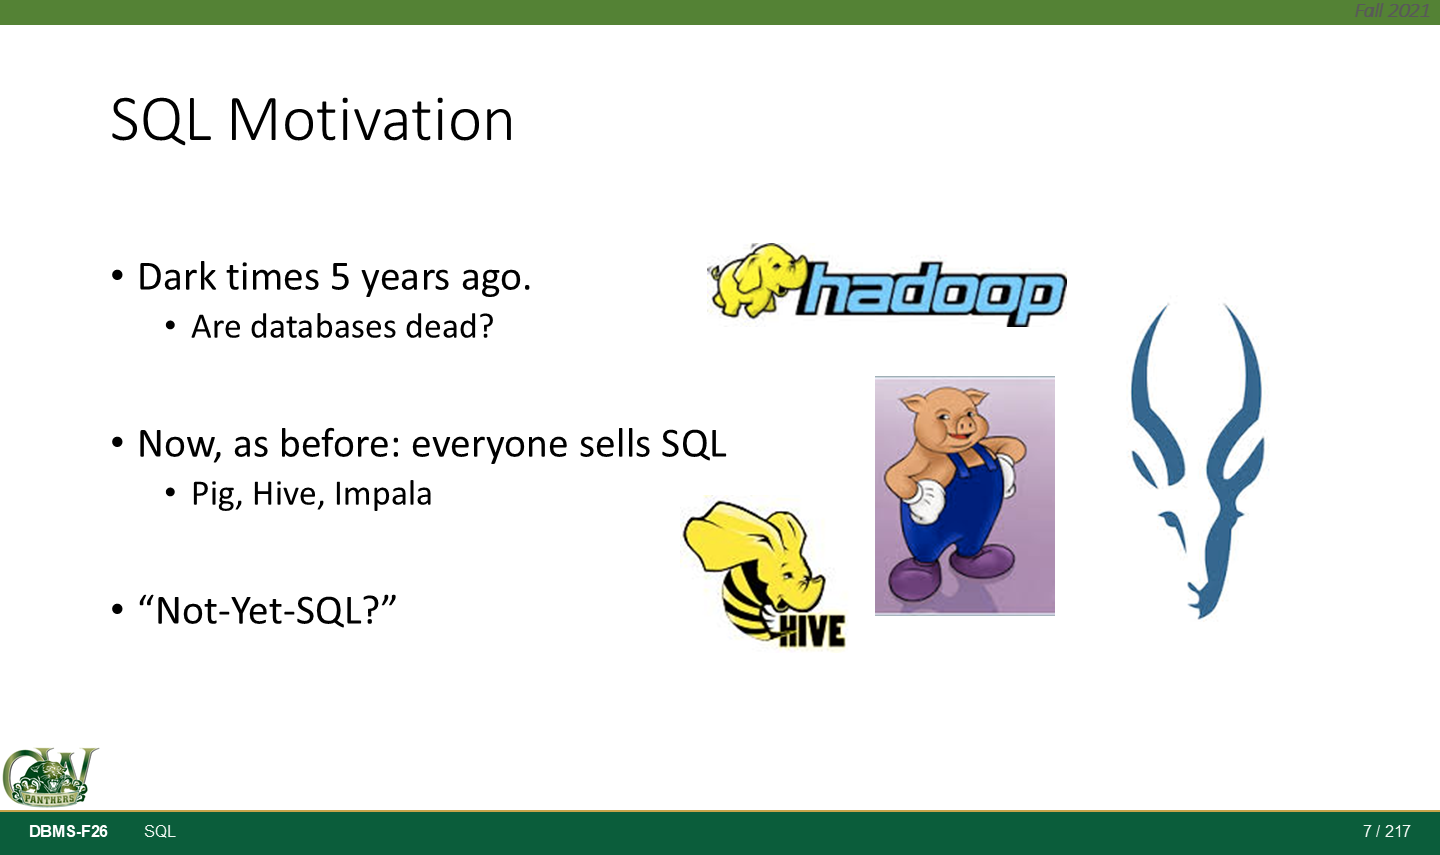 Fall 2021
SQL Motivation
• Dark times 5 years ago.
• Are databases dead?
• Now, as before: everyone sells SQL
• Pig, Hive, Impala
• “Not-Yet-SQL?”
hadoop
HIVE
OW
PANTHERS
DBMS-F26 SQL 7 / 217